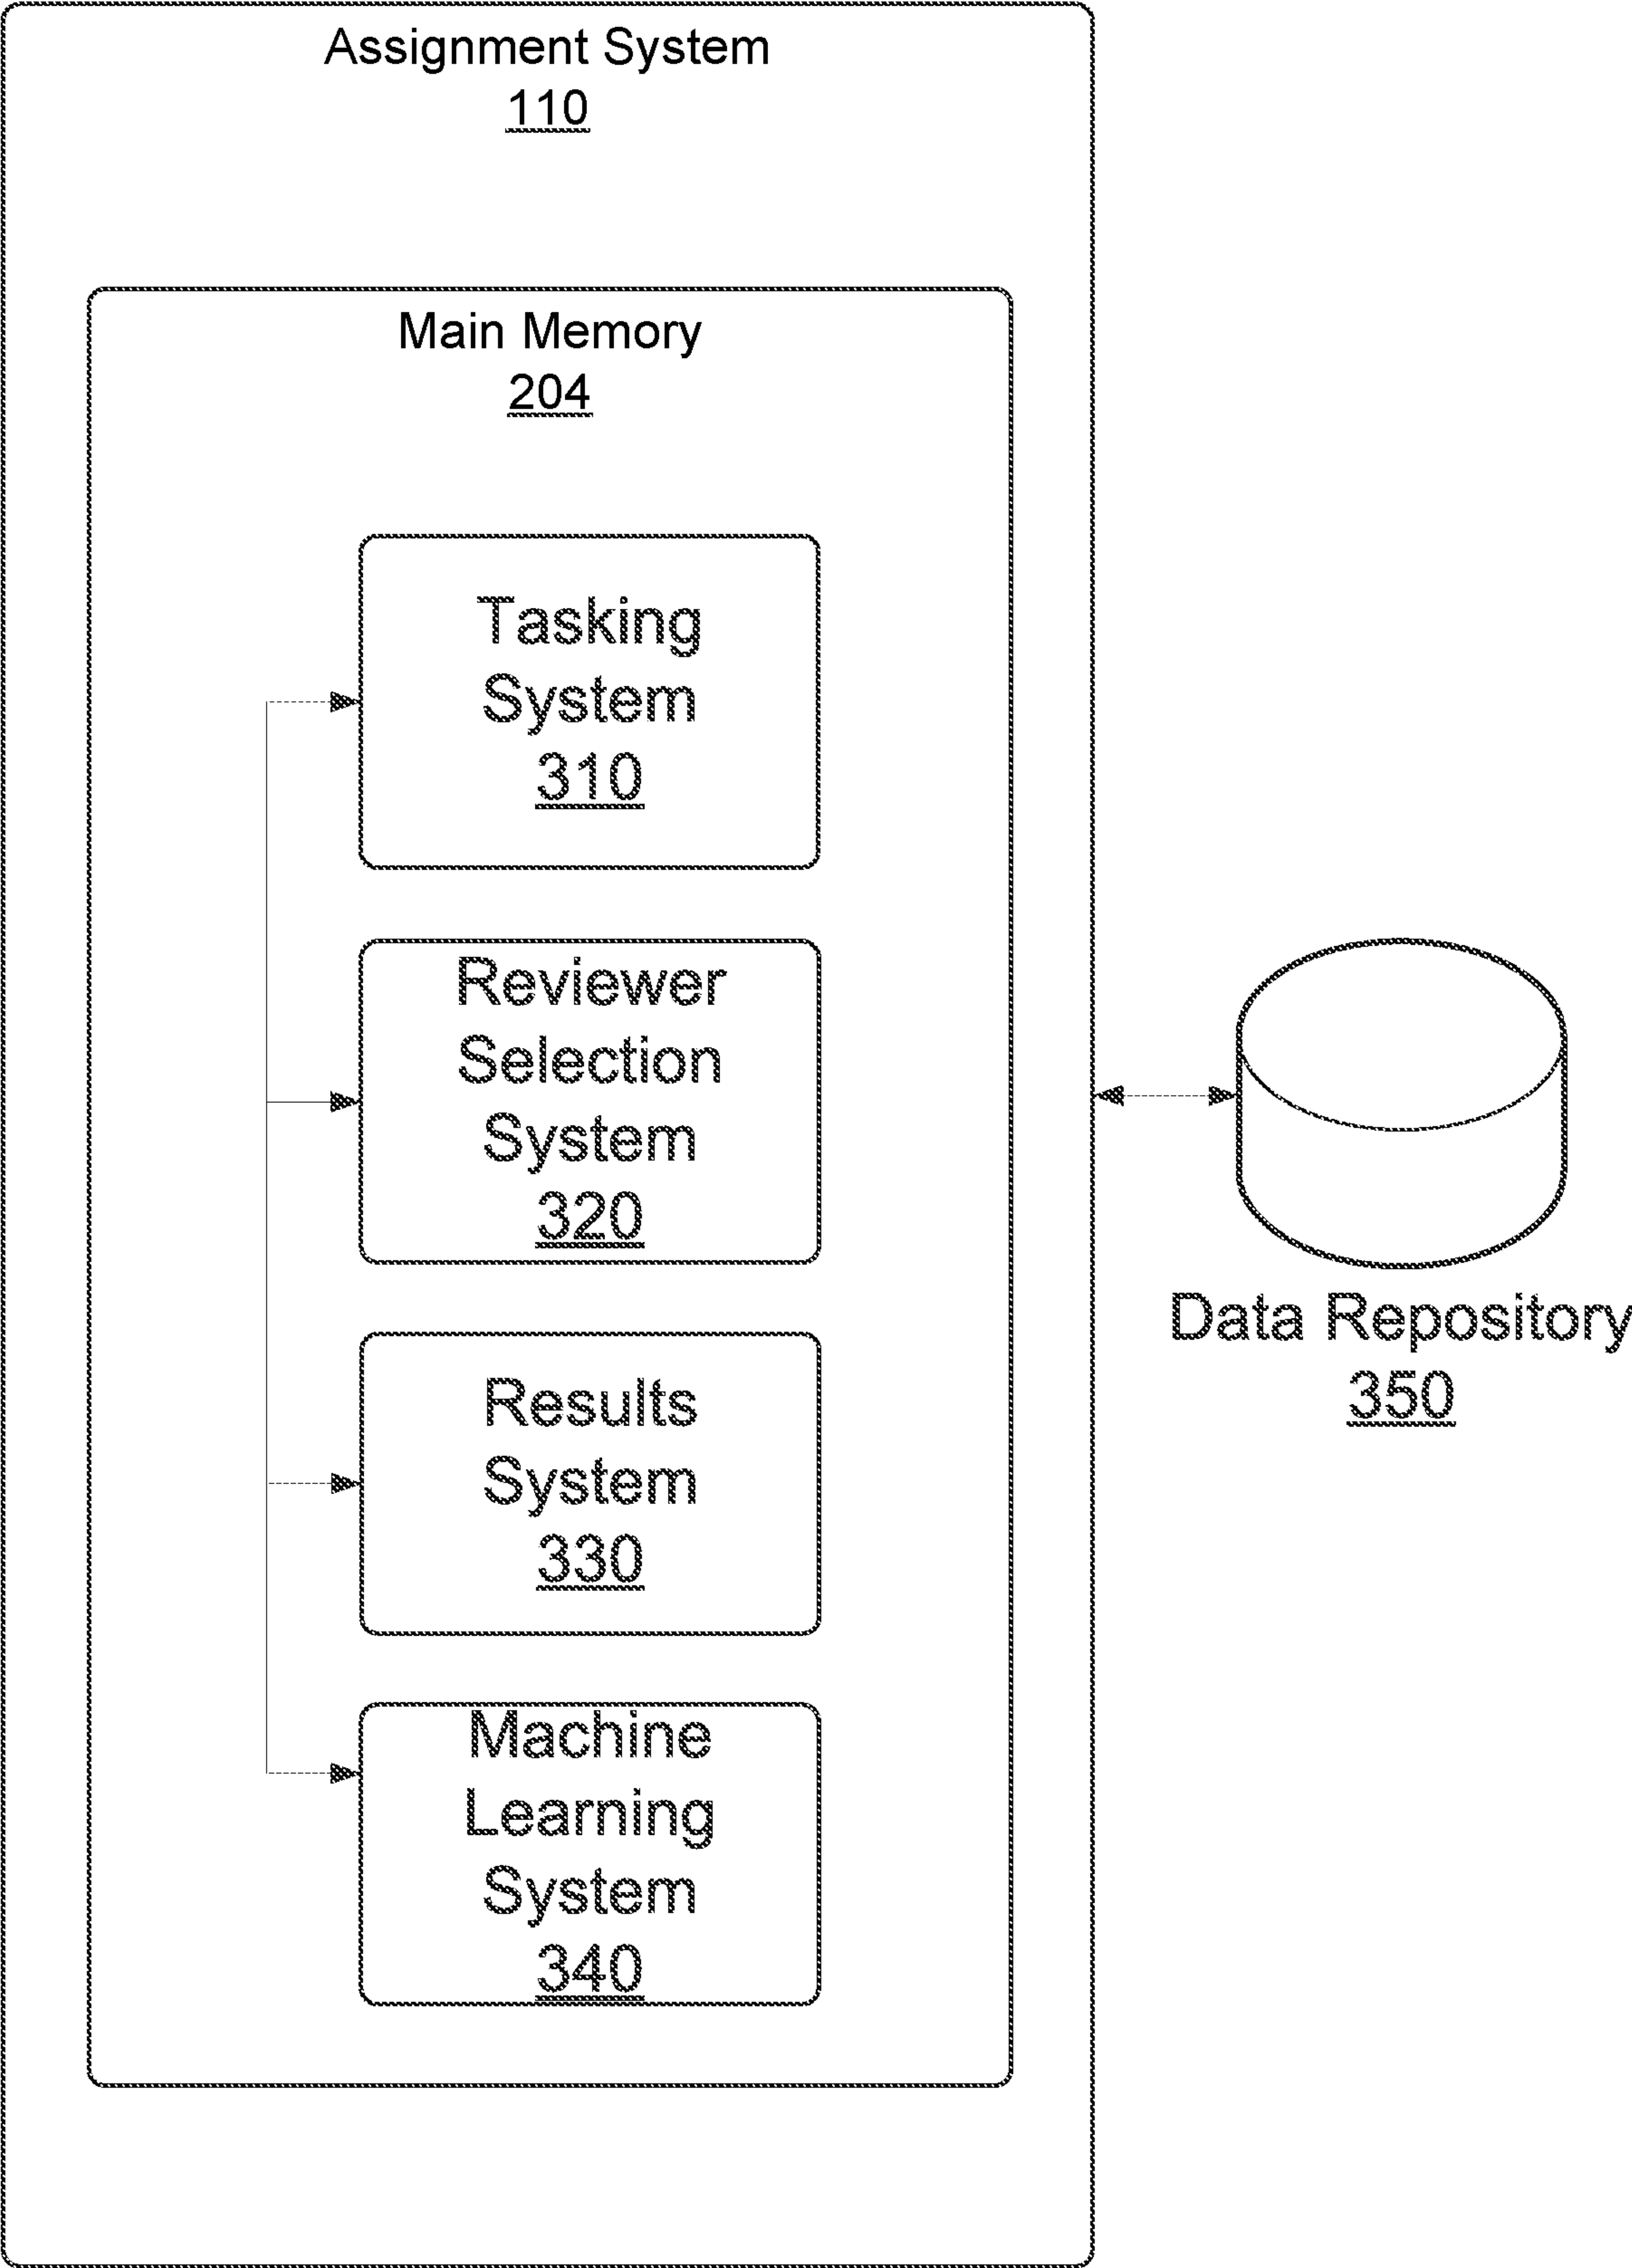 Assignment System
110
Main Memory
204
Tasking
System
310
Reviewer
Selection
System
320
Results
System
330
Machine
Learning
System
340
Data Repository
350